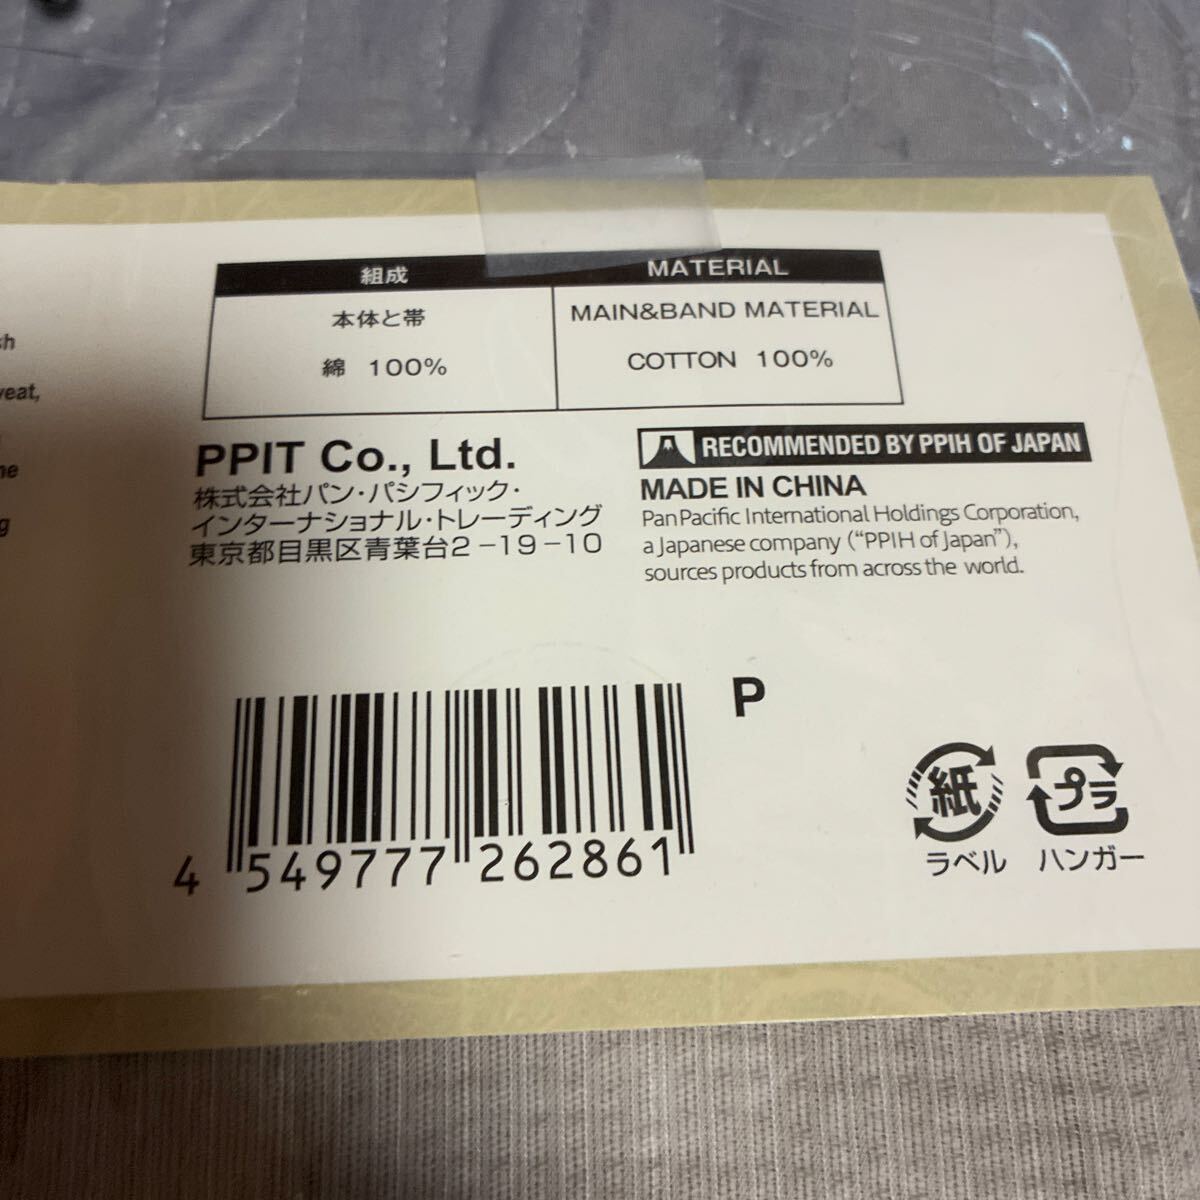 組成
MATERIAL
本体と帯
MAIN&BAND MATERIAL
綿 100%
COTTON 100%
PPIT Co., Ltd.
株式会社パン・パシフィック・
インターナショナル・トレーディング
東京都目黒区青葉台2-19-10
RECOMMENDED BY PPIH OF JAPAN
MADE IN CHINA
Pan Pacific International Holdings Corporation,
a Japanese company (“PPIH of Japan”),
sources products from across the world.
P
4 549777 262861
紙
ラベル
プラ
ハンガー